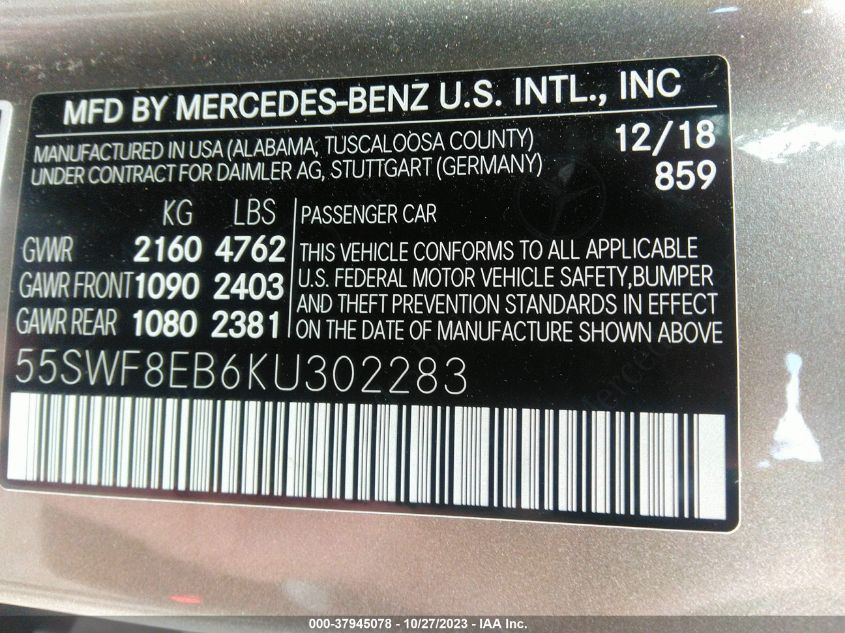 MFD BY MERCEDES-BENZ U.S. INTL., INC
MANUFACTURED IN USA (ALABAMA, TUSCALOOSA COUNTY)
UNDER CONTRACT FOR DAIMLER AG, STUTTGART (GERMANY)
12/18
859
KG LBS
GVWR 2160 4762
GAWR FRONT 1090 2403
GAWR REAR 1080 2381
PASSENGER CAR
THIS VEHICLE CONFORMS TO ALL APPLICABLE
U.S. FEDERAL MOTOR VEHICLE SAFETY,BUMPER
AND THEFT PREVENTION STANDARDS IN EFFECT
ON THE DATE OF MANUFACTURE SHOWN ABOVE
55SWF8EB6KU302283
000-37945078 - 10/27/2023 - IAA Inc.